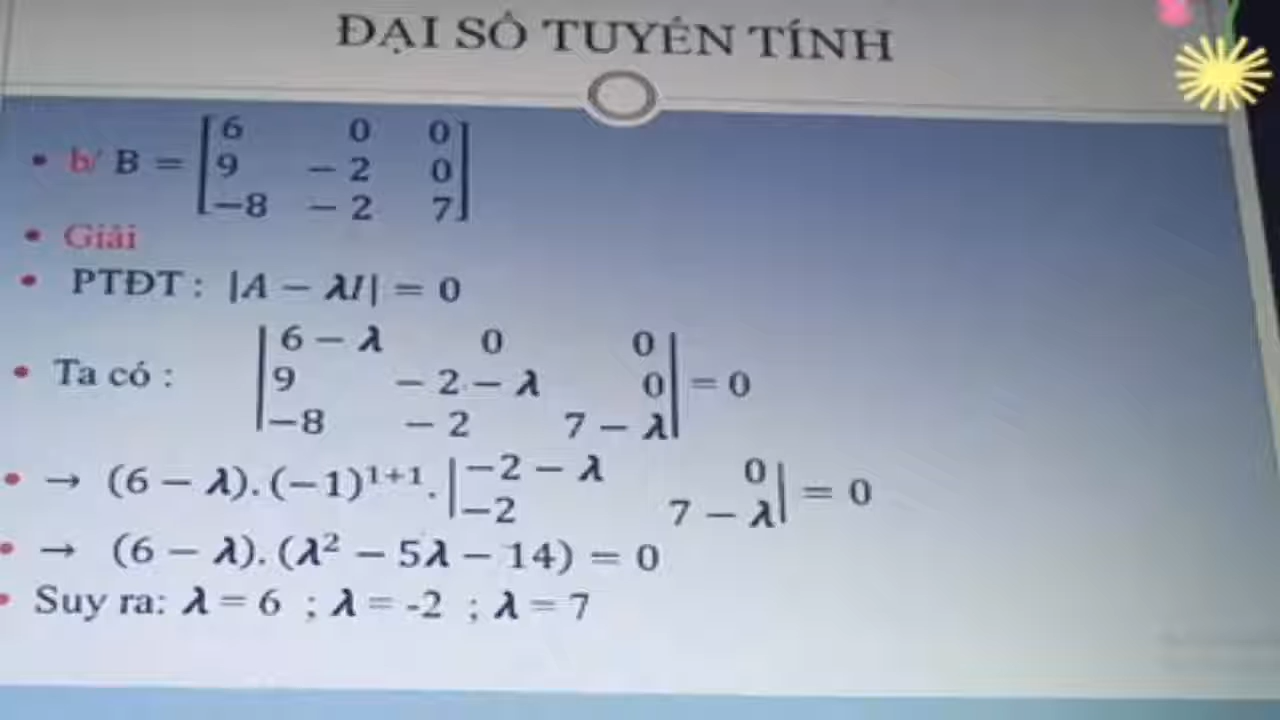 ĐẠI SỐ TUYẾN TÍNH
• b/ B = [6 0 0
9 − 2 0
−8 − 2 7]
• Giải
• PTĐT : |A − λI| = 0
• Ta có : |6 − λ 0 0
9 − 2 − λ 0| = 0
−8 − 2 7 − λ|
• → (6 − λ). (−1)¹⁺¹. |−2 − λ 0
−2 7 − λ| = 0
• → (6 − λ). (λ² − 5λ − 14) = 0
• Suy ra: λ = 6 ; λ = -2 ; λ = 7